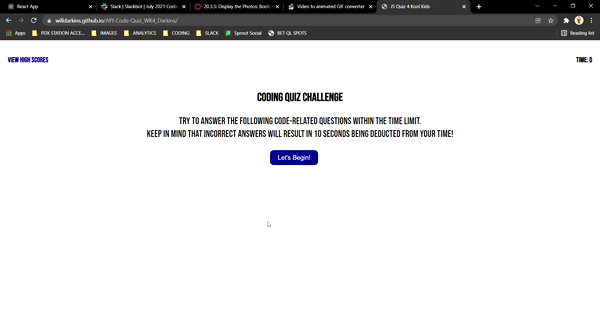 React App
Slack | Slackbot | July 2021 Codi
20.3.5: Display the Photos: Boot
Video to animated GIF converter
JS Quiz 4 Kool Kids
willdarkins.github.io/API-Code-Quiz_WK4_Darkins/
Apps
PDX STATION ACCE...
IMAGES
ANALYTICS
CODING
SLACK
Sprout Social
BET QL SPOTS
Reading list
VIEW HIGH SCORES
TIME: 0
CODING QUIZ CHALLENGE
TRY TO ANSWER THE FOLLOWING CODE-RELATED QUESTIONS WITHIN THE TIME LIMIT.
KEEP IN MIND THAT INCORRECT ANSWERS WILL RESULT IN 10 SECONDS BEING DEDUCTED FROM YOUR TIME!
Let's Begin!